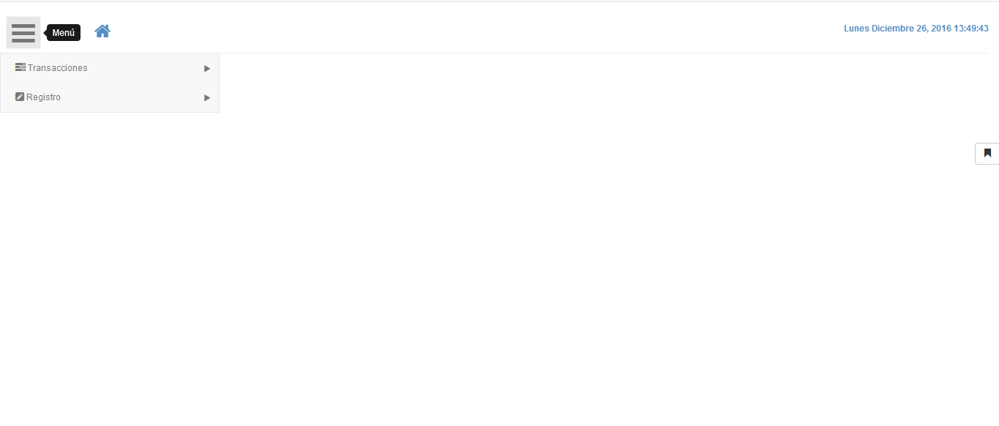 Menú
Lunes Diciembre 26, 2016 13:49:43
Transacciones
Registro